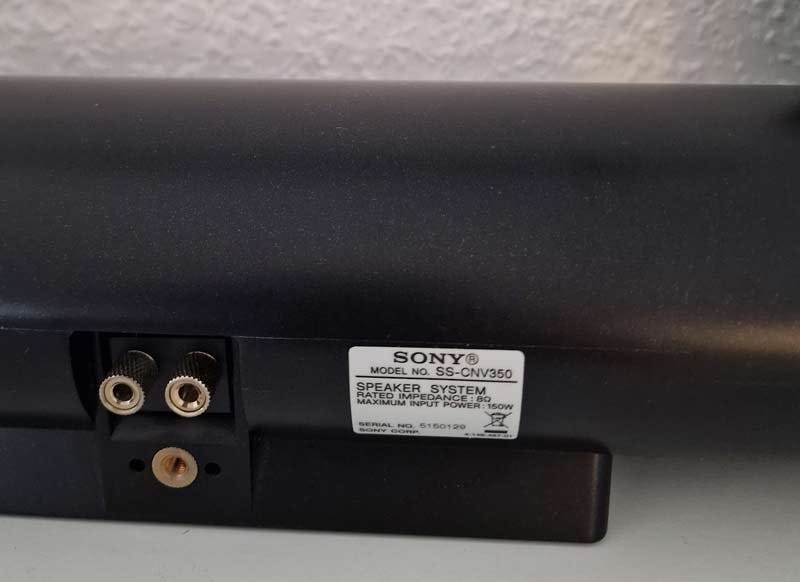 SONY®
MODEL NO. SS-CNV350
SPEAKER SYSTEM
RATED IMPEDANCE : 8Ω
MAXIMUM INPUT POWER : 150W
SERIAL NO. 5150129
SONY CORP.